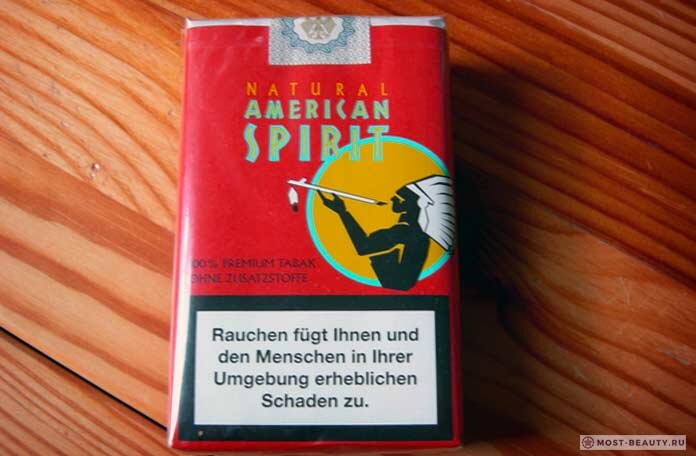 NATURAL
AMERICAN
SPIRIT
100% PREMIUM TABAK
OHNE ZUSATZSTOFFE
Rauchen fügt Ihnen und
den Menschen in Ihrer
Umgebung erheblichen
Schaden zu.
MOST-BEAUTY.RU